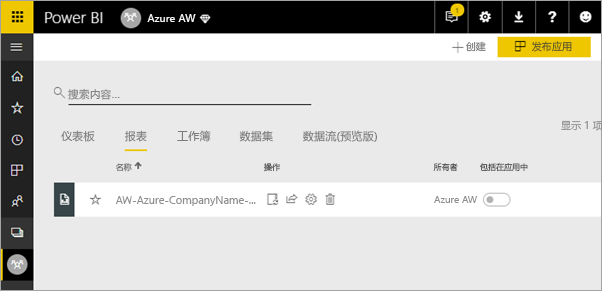 Power BI Azure AW 1
创建 发布应用
搜索内容...
显示 1 项
仪表板 报表 工作簿 数据集 数据流(预览版)
名称 操作 所有者 包括在应用中
AW-Azure-CompanyName-... Azure AW